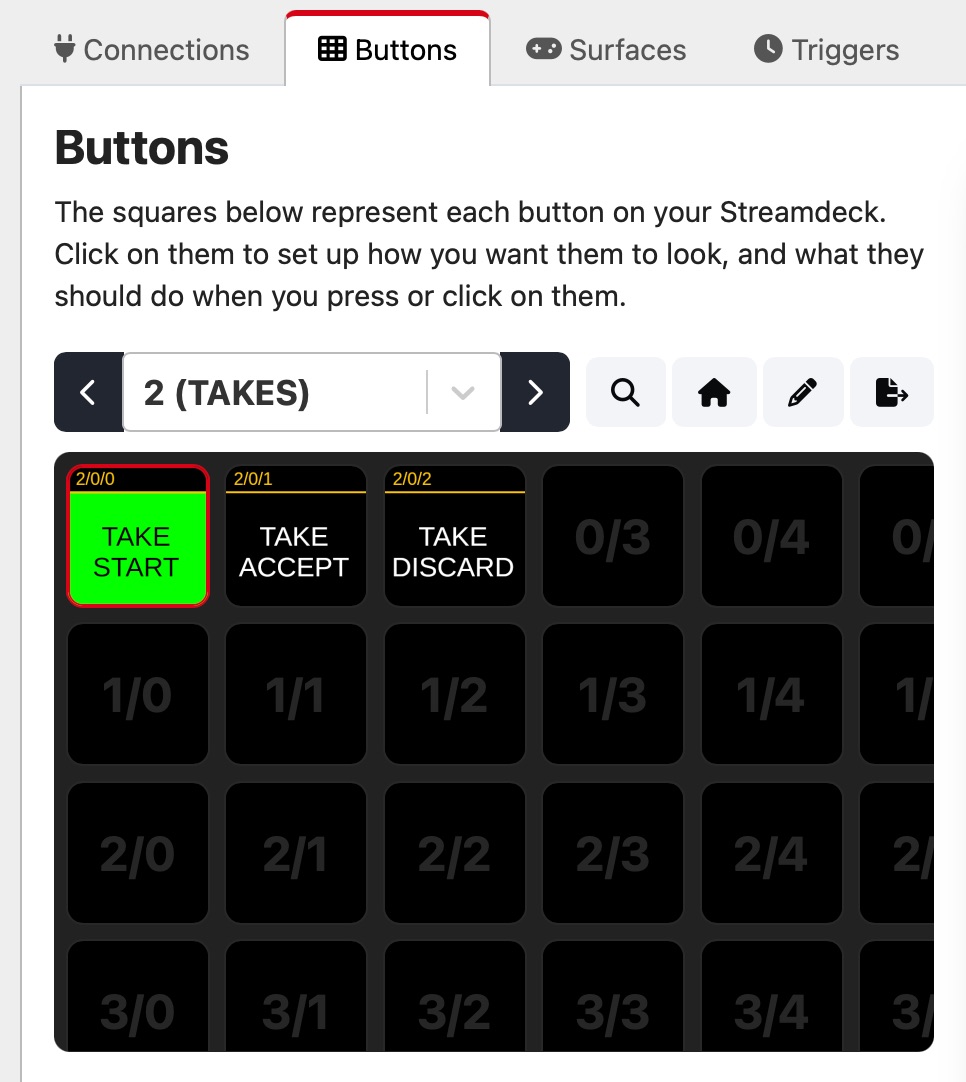 Connections
Buttons
Surfaces
Triggers
Buttons
The squares below represent each button on your Streamdeck.
Click on them to set up how you want them to look, and what they
should do when you press or click on them.
2 (TAKES)
2/0/0
TAKE
START
2/0/1
TAKE
ACCEPT
2/0/2
TAKE
DISCARD
0/3
0/4
0/
1/0
1/1
1/2
1/3
1/4
1/
2/0
2/1
2/2
2/3
2/4
2/
3/0
3/1
3/2
3/3
3/4
3/